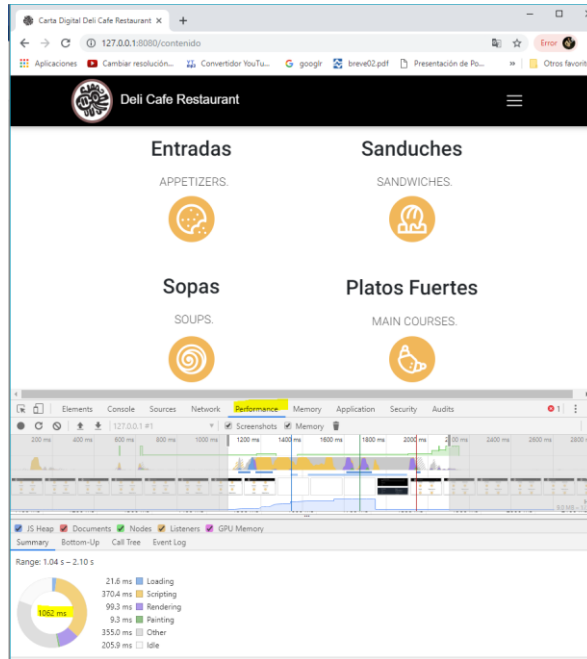 Carta Digital Deli Cafe Restaurant
127.0.0.1:8080/contenido
Error
Aplicaciones Cambiar resolución... Convertidor YouTu... googlr breve02.pdf Presentación de Po... » Otros favorit
Deli Cafe Restaurant
Entradas Sanduches
APPETIZERS. SANDWICHES.
Sopas Platos Fuertes
SOUPS. MAIN COURSES.
Elements Console Sources Network Performance Memory Application Security Audits 1
127.0.0.1 #1 Screenshots Memory
200 ms 400 ms 600 ms 800 ms 1000 ms 1200 ms 1400 ms 1600 ms 1800 ms 2000 ms 2400 ms 2600 ms 2800
JS Heap Documents Nodes Listeners GPU Memory
Summary Bottom-Up Call Tree Event Log
Range: 1.04 s – 2.10 s
1062 ms
21.6 ms Loading
370.4 ms Scripting
99.3 ms Rendering
9.3 ms Painting
355.0 ms Other
205.9 ms Idle